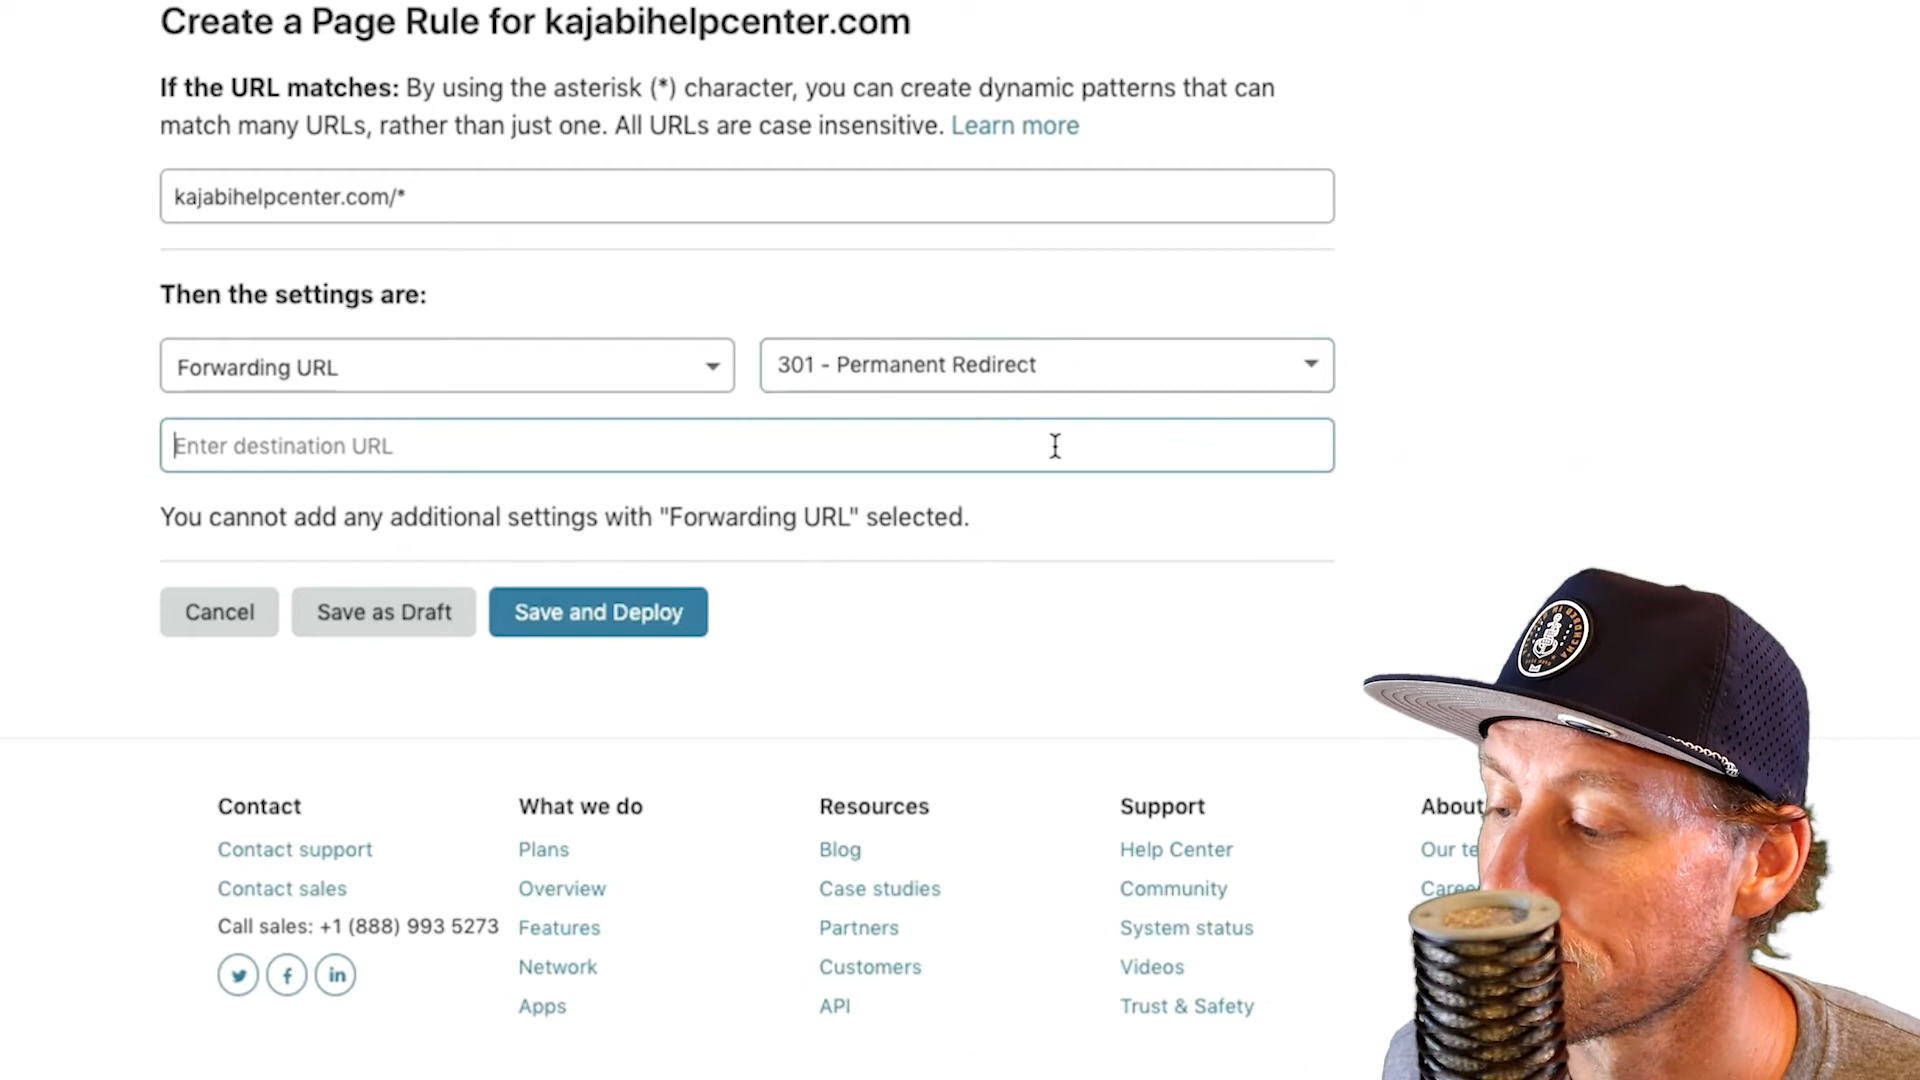 Create a Page Rule for kajabihelpcenter.com
If the URL matches: By using the asterisk (*) character, you can create dynamic patterns that can
match many URLs, rather than just one. All URLs are case insensitive. Learn more
kajabihelpcenter.com/*
Then the settings are:
Forwarding URL
301 - Permanent Redirect
Enter destination URL
You cannot add any additional settings with "Forwarding URL" selected.
Cancel
Save as Draft
Save and Deploy
Contact
Contact support
Contact sales
Call sales: +1 (888) 993 5273
What we do
Plans
Overview
Features
Network
Apps
Resources
Blog
Case studies
Partners
Customers
API
Support
Help Center
Community
System status
Videos
Trust & Safety
About
Our